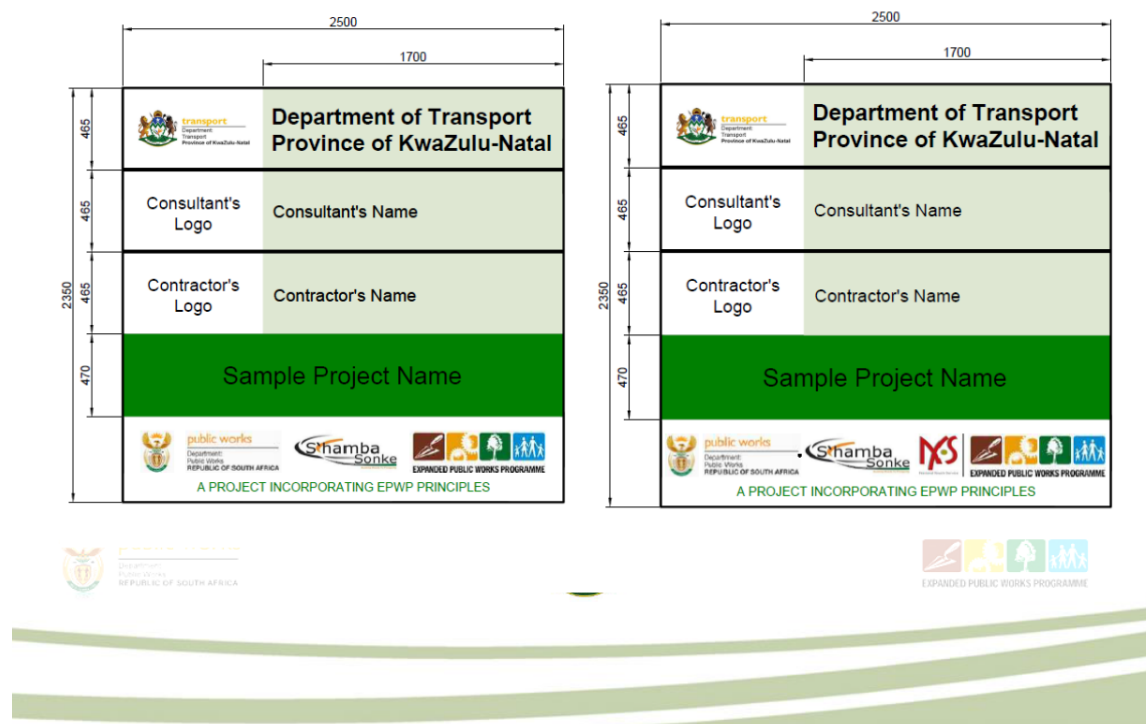 2500
1700
2350
465
465
465
470
transport
Department:
Transport
Province of KwaZulu-Natal
Department of Transport
Province of KwaZulu-Natal
Consultant's
Logo
Consultant's Name
Contractor's
Logo
Contractor's Name
Sample Project Name
public works
Department:
Public Works
REPUBLIC OF SOUTH AFRICA
S'hamba
Sonke
EXPANDED PUBLIC WORKS PROGRAMME
A PROJECT INCORPORATING EPWP PRINCIPLES
2500
1700
2350
465
465
465
470
transport
Department:
Transport
Province of KwaZulu-Natal
Department of Transport
Province of KwaZulu-Natal
Consultant's
Logo
Consultant's Name
Contractor's
Logo
Contractor's Name
Sample Project Name
public works
Department:
Public Works
REPUBLIC OF SOUTH AFRICA
S'hamba
Sonke
NYS
EXPANDED PUBLIC WORKS PROGRAMME
A PROJECT INCORPORATING EPWP PRINCIPLES
Department:
Public Works
REPUBLIC OF SOUTH AFRICA
EXPANDED PUBLIC WORKS PROGRAMME